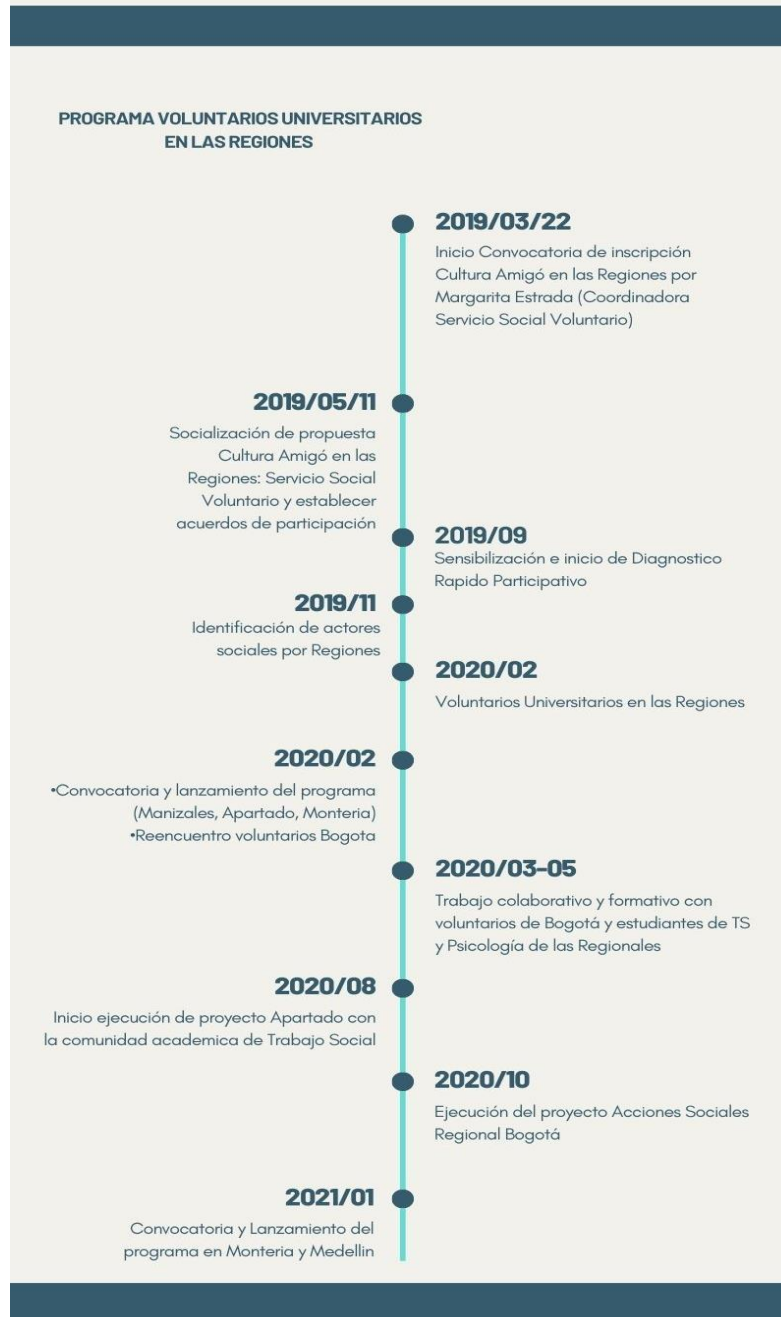 PROGRAMA VOLUNTARIOS UNIVERSITARIOS
EN LAS REGIONES
2019/03/22
Inicio Convocatoria de inscripción
Cultura Amigó en las Regiones por
Margarita Estrada (Coordinadora
Servicio Social Voluntario)
2019/05/11
Socialización de propuesta
Cultura Amigó en las
Regiones: Servicio Social
Voluntario y establecer
acuerdos de participación
2019/09
Sensibilización e inicio de Diagnostico
Rapido Participativo
2019/11
Identificación de actores
sociales por Regiones
2020/02
Voluntarios Universitarios en las Regiones
2020/02
•Convocatoria y lanzamiento del programa
(Manizales, Apartado, Monteria)
•Reencuentro voluntarios Bogota
2020/03-05
Trabajo colaborativo y formativo con
voluntarios de Bogotá y estudiantes de TS
y Psicología de las Regionales
2020/08
Inicio ejecución de proyecto Apartado con
la comunidad academica de Trabajo Social
2020/10
Ejecución del proyecto Acciones Sociales
Regional Bogotá
2021/01
Convocatoria y Lanzamiento del
programa en Monteria y Medellin